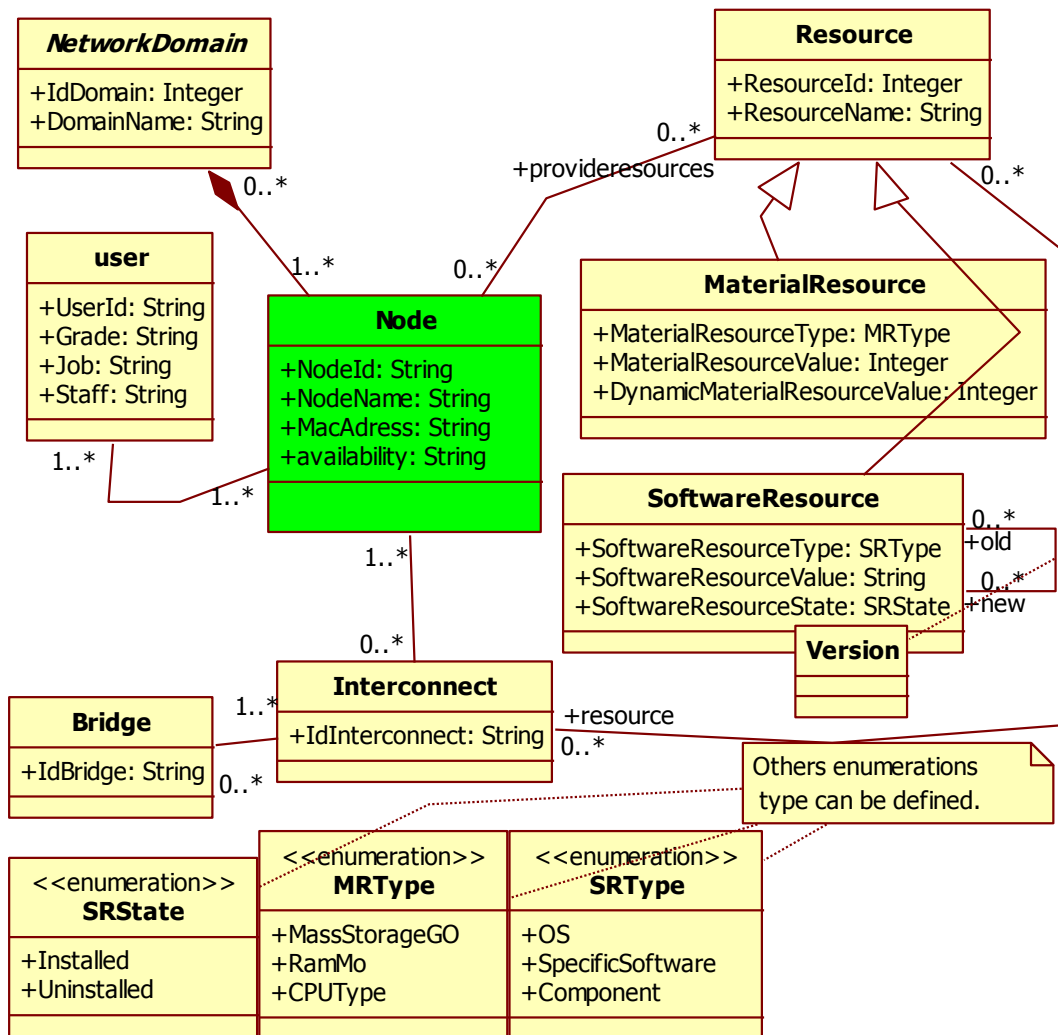 NetworkDomain
+IdDomain: Integer
+DomainName: String
0..*
1..*
Resource
+ResourceId: Integer
+ResourceName: String
0..*
+provideresources
0..*
0..*
user
+UserId: String
+Grade: String
+Job: String
+Staff: String
1..*
1..*
Node
+NodeId: String
+NodeName: String
+MacAdress: String
+availability: String
1..*
0..*
MaterialResource
+MaterialResourceType: MRType
+MaterialResourceValue: Integer
+DynamicMaterialResourceValue: Integer
SoftwareResource
+SoftwareResourceType: SRType
+SoftwareResourceValue: String
+SoftwareResourceState: SRState
0..*
+old
0..*
+new
Version
Interconnect
+IdInterconnect: String
+resource
0..*
Bridge
+IdBridge: String
1..*
0..*
Others enumerations
type can be defined.
<<enumeration>>
SRState
+Installed
+Uninstalled
<<enumeration>>
MRType
+MassStorageGO
+RamMo
+CPUType
<<enumeration>>
SRType
+OS
+SpecificSoftware
+Component